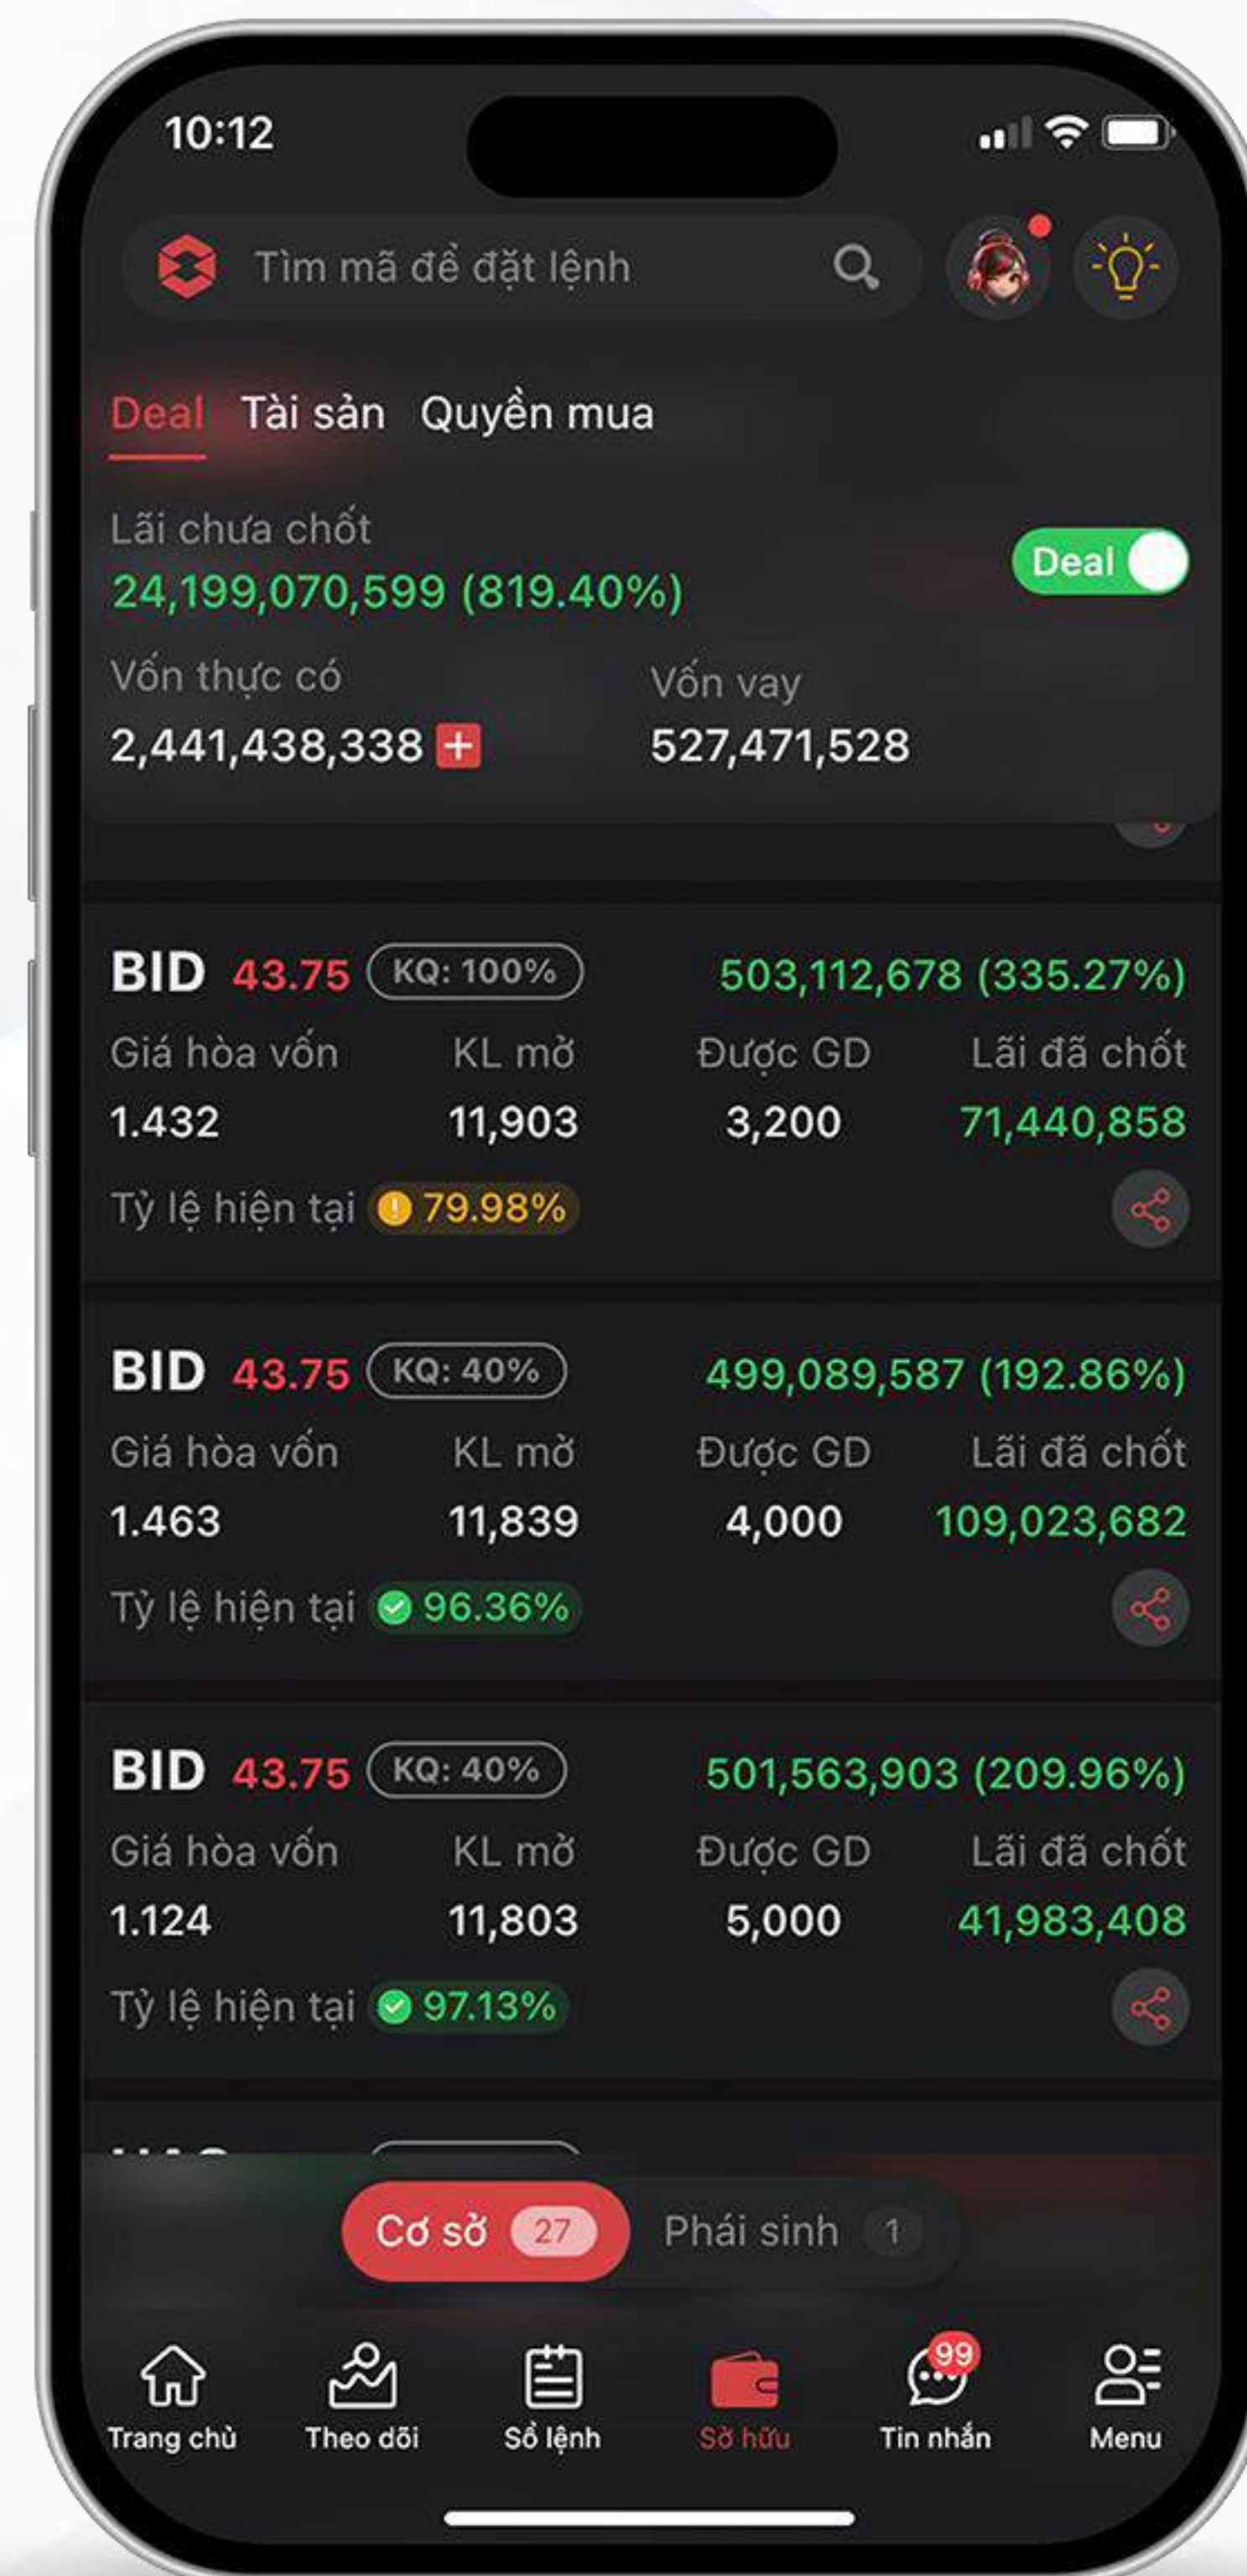 10:12
Tìm mã để đặt lệnh
Deal Tài sản Quyền mua
Lãi chưa chốt
24,199,070,599 (819.40%)
Deal
Vốn thực có Vốn vay
2,441,438,338 + 527,471,528
BID 43.75 KQ: 100% 503,112,678 (335.27%)
Giá hòa vốn KL mở Được GD Lãi đã chốt
1.432 11,903 3,200 71,440,858
Tỷ lệ hiện tại 79.98%
BID 43.75 KQ: 40% 499,089,587 (192.86%)
Giá hòa vốn KL mở Được GD Lãi đã chốt
1.463 11,839 4,000 109,023,682
Tỷ lệ hiện tại 96.36%
BID 43.75 KQ: 40% 501,563,903 (209.96%)
Giá hòa vốn KL mở Được GD Lãi đã chốt
1.124 11,803 5,000 41,983,408
Tỷ lệ hiện tại 97.13%
Cơ sở 27 Phái sinh 1
99
Trang chủ Theo dõi Sổ lệnh Sở hữu Tin nhắn Menu